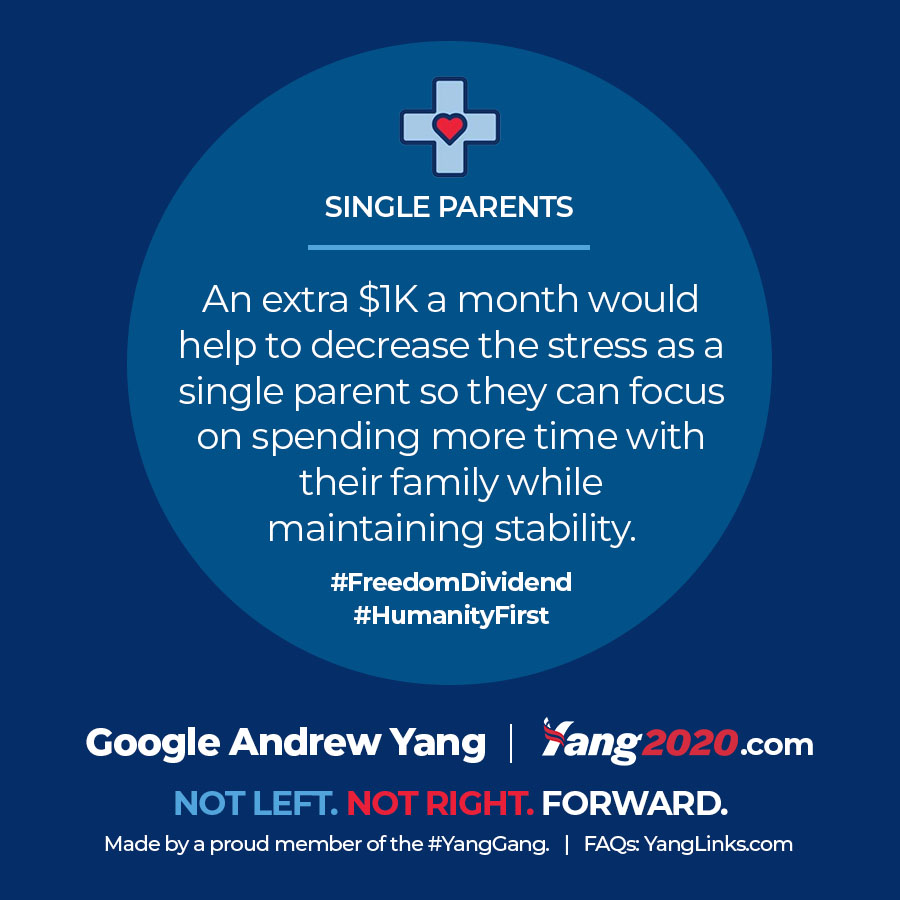 SINGLE PARENTS
An extra $1K a month would
help to decrease the stress as a
single parent so they can focus
on spending more time with
their family while
maintaining stability.
#FreedomDividend
#HumanityFirst
Google Andrew Yang | Yang2020.com
NOT LEFT. NOT RIGHT. FORWARD.
Made by a proud member of the #YangGang. | FAQs: YangLinks.com